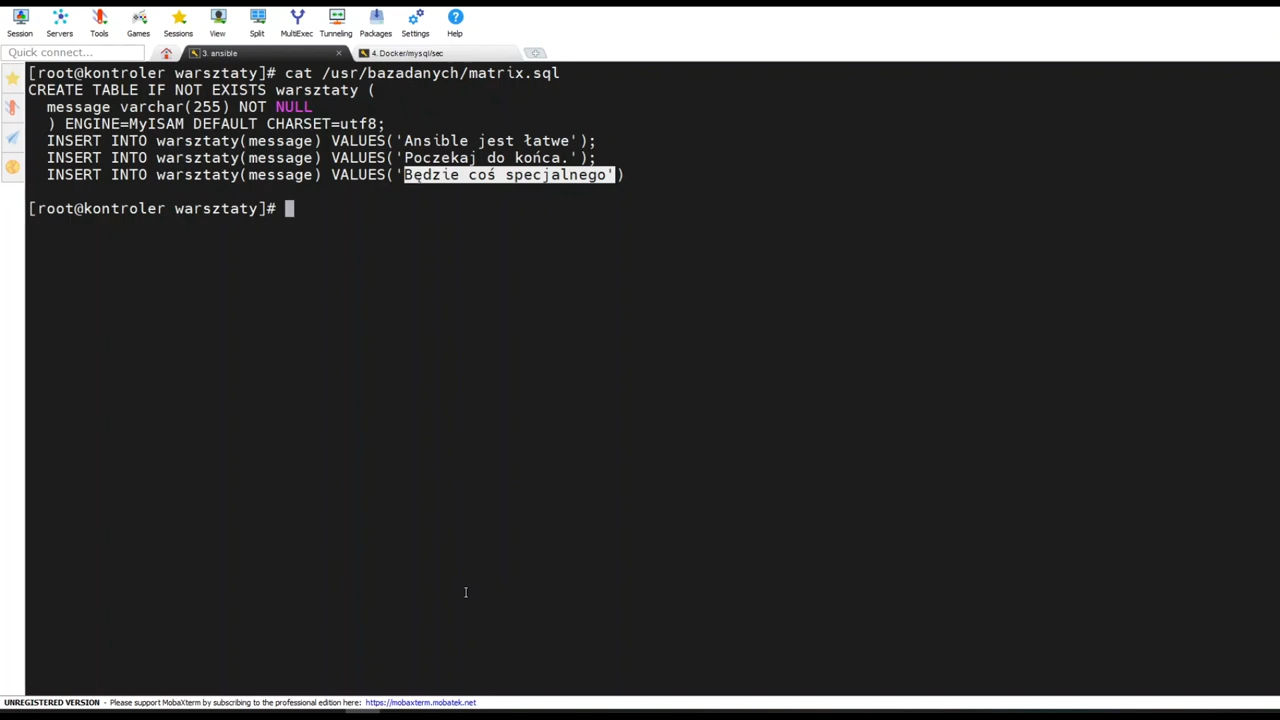 Session Servers Tools Games Sessions View Split MultiExec Tunneling Packages Settings Help
Quick connect... 3. ansible 4. Docker/mysql/sec
[root@kontroler warsztaty]# cat /usr/bazadanych/matrix.sql
CREATE TABLE IF NOT EXISTS warsztaty (
message varchar(255) NOT NULL
) ENGINE=MyISAM DEFAULT CHARSET=utf8;
INSERT INTO warsztaty(message) VALUES('Ansible jest łatwe');
INSERT INTO warsztaty(message) VALUES('Poczekaj do końca.');
INSERT INTO warsztaty(message) VALUES('Będzie coś specjalnego')
[root@kontroler warsztaty]#
UNREGISTERED VERSION - Please support MobaXterm by subscribing to the professional edition here: https://mobaxterm.mobatek.net